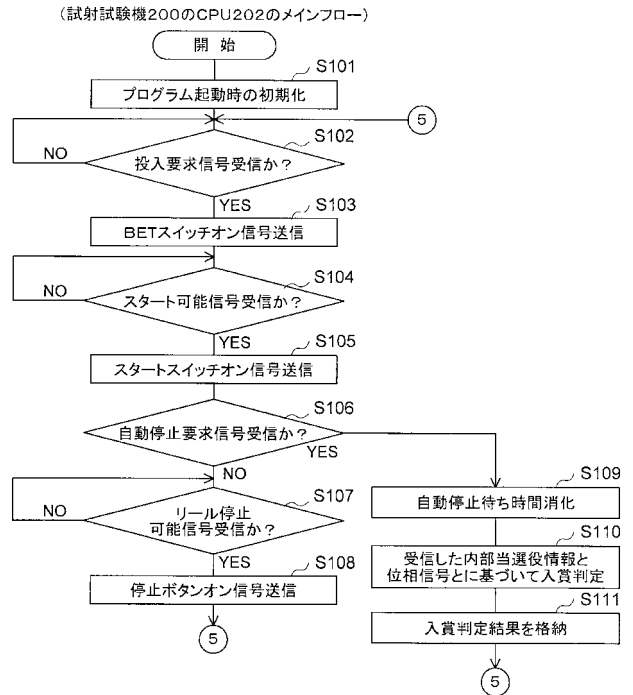 (試射試験機200のCPU202のメインフロー)
開 始
S101
プログラム起動時の初期化
5
S102
投入要求信号受信か?
NO
YES
S103
BETスイッチオン信号送信
S104
スタート可能信号受信か?
NO
YES
S105
スタートスイッチオン信号送信
S106
自動停止要求信号受信か?
YES
NO
S107
リール停止
可能信号受信か?
NO
YES
S108
停止ボタンオン信号送信
5
S109
自動停止待ち時間消化
S110
受信した内部当選役情報と
位相信号とに基づいて入賞判定
S111
入賞判定結果を格納
5